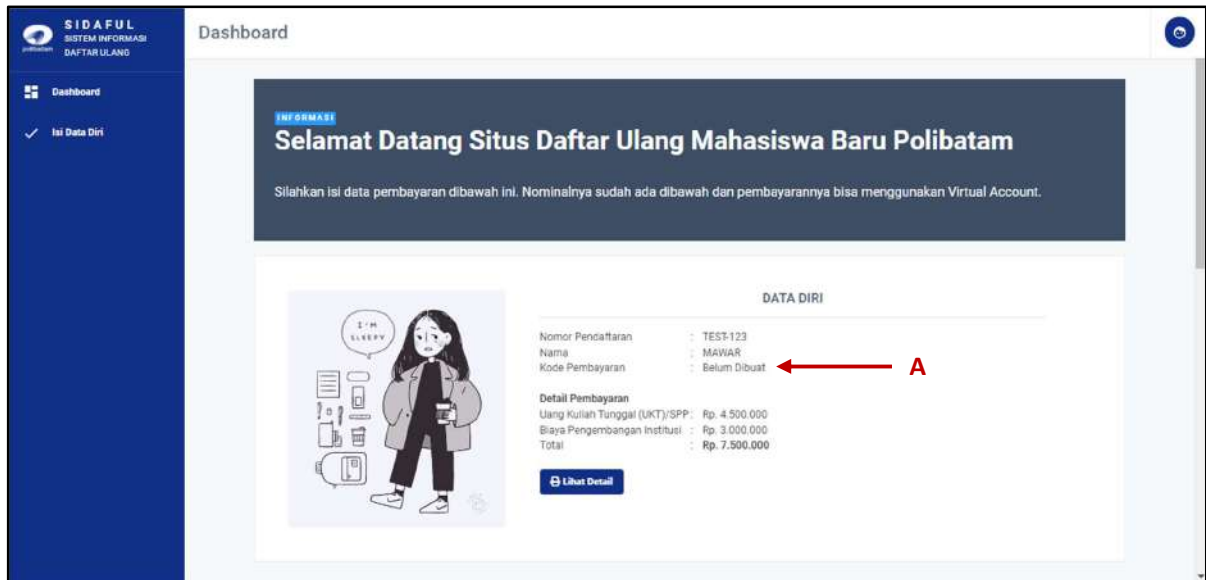 SIDAFUL
SISTEM INFORMASI
DAFTAR ULANG
polibatam
Dashboard
Dashboard
Isi Data Diri
INFORMASI
Selamat Datang Situs Daftar Ulang Mahasiswa Baru Polibatam
Silahkan isi data pembayaran dibawah ini. Nominalnya sudah ada dibawah dan pembayarannya bisa menggunakan Virtual Account.
I'M
SLEEPY
DATA DIRI
Nomor Pendaftaran : TEST-123
Nama : MAWAR
Kode Pembayaran : Belum Dibuat
A
Detail Pembayaran
Uang Kuliah Tunggal (UKT)/SPP : Rp. 4.500.000
Biaya Pengembangan Institusi : Rp. 3.000.000
Total : Rp. 7.500.000
Lihat Detail